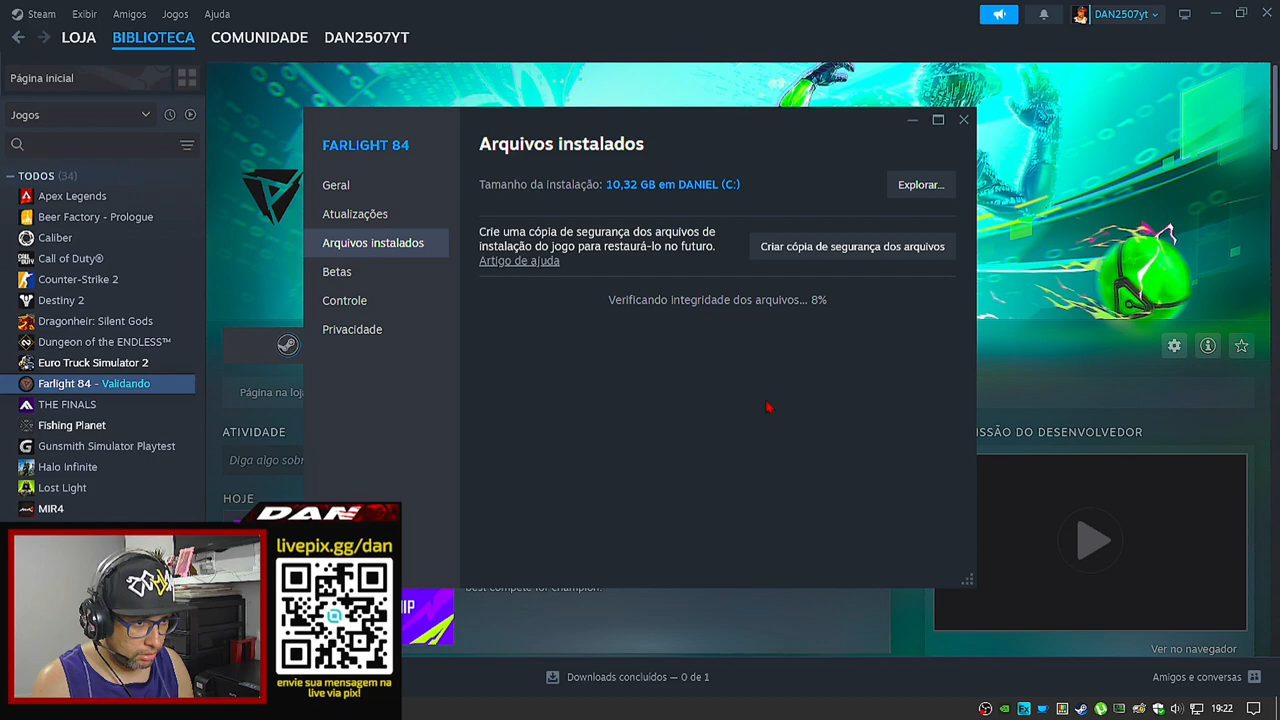 Steam
Exibir
Amigos
Jogos
Ajuda
DAN2507yt
LOJA
BIBLIOTECA
COMUNIDADE
DAN2507YT
Página inicial
Jogos
TODOS (34)
Apex Legends
Beer Factory - Prologue
Caliber
Call of Duty®
Counter-Strike 2
Destiny 2
Dragonheir: Silent Gods
Dungeon of the ENDLESS™
Euro Truck Simulator 2
Farlight 84 - Validando
THE FINALS
Fishing Planet
Gunsmith Simulator Playtest
Halo Infinite
Lost Light
MIR4
Página na loj
ATIVIDADE
Diga algo sobr
HOJE
FARLIGHT 84
Geral
Atualizações
Arquivos instalados
Betas
Controle
Privacidade
Arquivos instalados
Tamanho da instalação: 10,32 GB em DANIEL (C:)
Explorar...
Crie uma cópia de segurança dos arquivos de
instalação do jogo para restaurá-lo no futuro.
Artigo de ajuda
Criar cópia de segurança dos arquivos
Verificando integridade dos arquivos... 8%
SSÃO DO DESENVOLVEDOR
best compete for champion.
HIP
Ver no navegador
DAN
livepix.gg/dan
envie sua mensagem na
live via pix!
Downloads concluídos — 0 de 1
Amigos e conversas
19:22